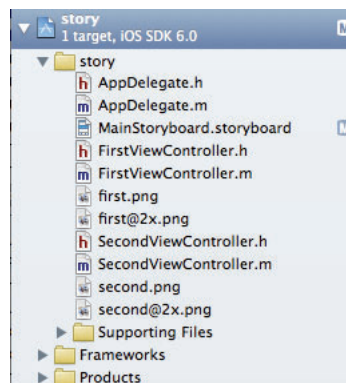 story
1 target, iOS SDK 6.0
M
story
h AppDelegate.h
m AppDelegate.m
MainStoryboard.storyboard
M
h FirstViewController.h
m FirstViewController.m
first.png
first@2x.png
h SecondViewController.h
m SecondViewController.m
second.png
second@2x.png
Supporting Files
Frameworks
Products